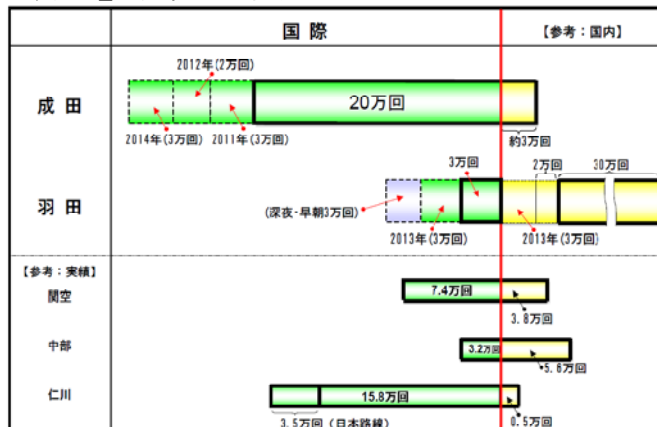 国際
【参考：国内】
2012年(2万回)
成田
20万回
2014年(3万回)
2011年(3万回)
約3万回
3万回
2万回
30万回
羽田
(深夜-早朝3万回)
2013年(3万回)
2013年(3万回)
【参考：実績】
関空
7.4万回
3.8万回
中部
3.2万回
5.6万回
仁川
15.8万回
3.5万回（日本路線）
0.5万回